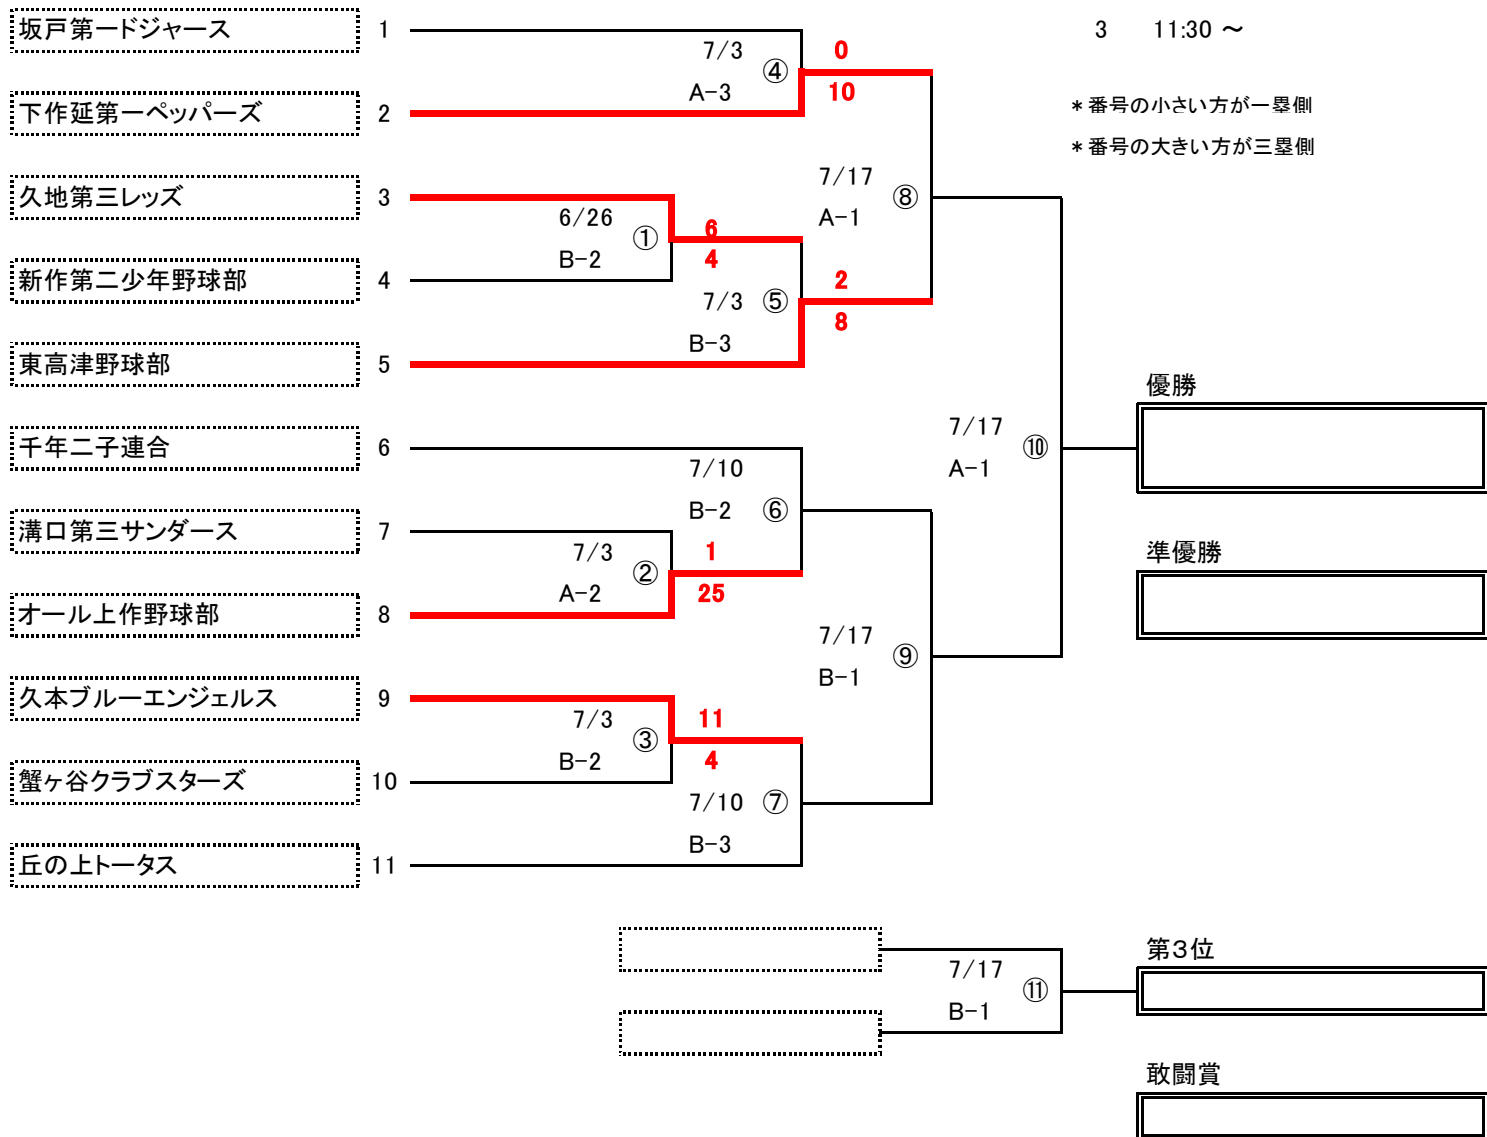 坂戸第一ドジャース 1
3 11:30 ～
7/3 ④ 0
A-3 10
下作延第一ペッパーズ 2
＊番号の小さい方が一塁側
＊番号の大きい方が三塁側
久地第三レッズ 3
7/17 ⑧
A-1
6/26 ① 6
B-2 4
新作第二少年野球部 4
7/3 ⑤ 2
B-3 8
東高津野球部 5
優勝
千年二子連合 6
7/17 ⑩
A-1
7/10
B-2 ⑥
溝口第三サンダース 7
7/3 ② 1
A-2 25
準優勝
オール上作野球部 8
7/17 ⑨
B-1
久本ブルーエンジェルス 9
7/3 ③ 11
B-2 4
蟹ヶ谷クラブスターズ 10
7/10 ⑦
B-3
丘の上トータス 11
第３位
7/17 ⑪
B-1
敢闘賞